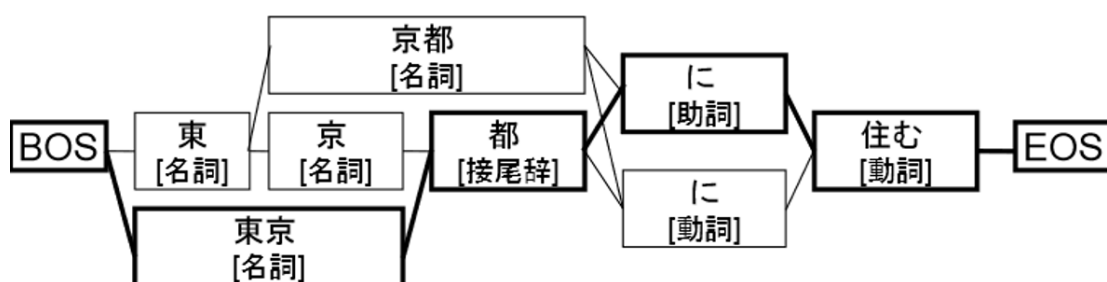 京都
[名詞]
に
[助詞]
BOS
東
[名詞]
京
[名詞]
都
[接尾辞]
住む
[動詞]
EOS
に
[動詞]
東京
[名詞]